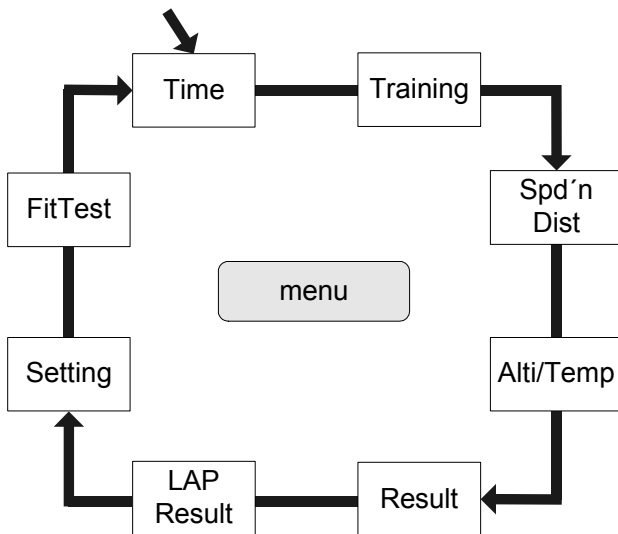 Time
Training
Spd´n
Dist
Alti/Temp
Result
LAP
Result
Setting
FitTest
menu